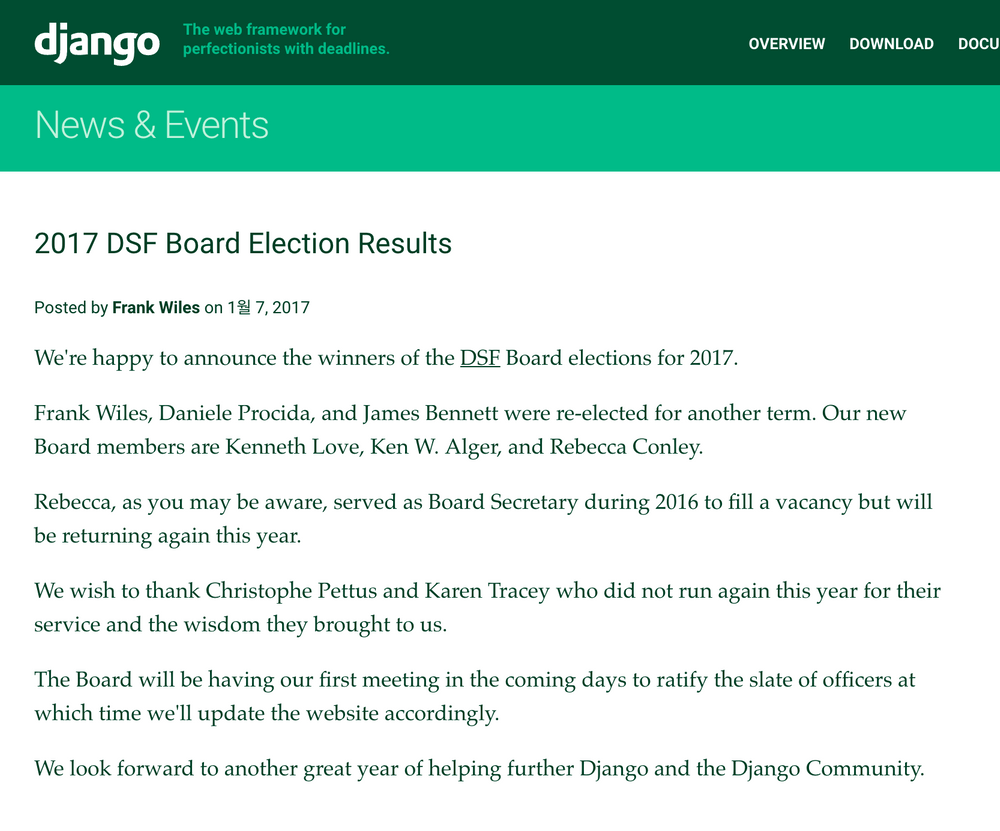 django
The web framework for
perfectionists with deadlines.
OVERVIEW DOWNLOAD DOCU
News & Events
2017 DSF Board Election Results
Posted by Frank Wiles on 1월 7, 2017
We're happy to announce the winners of the DSF Board elections for 2017.
Frank Wiles, Daniele Procida, and James Bennett were re-elected for another term. Our new
Board members are Kenneth Love, Ken W. Alger, and Rebecca Conley.
Rebecca, as you may be aware, served as Board Secretary during 2016 to fill a vacancy but will
be returning again this year.
We wish to thank Christophe Pettus and Karen Tracey who did not run again this year for their
service and the wisdom they brought to us.
The Board will be having our first meeting in the coming days to ratify the slate of officers at
which time we'll update the website accordingly.
We look forward to another great year of helping further Django and the Django Community.